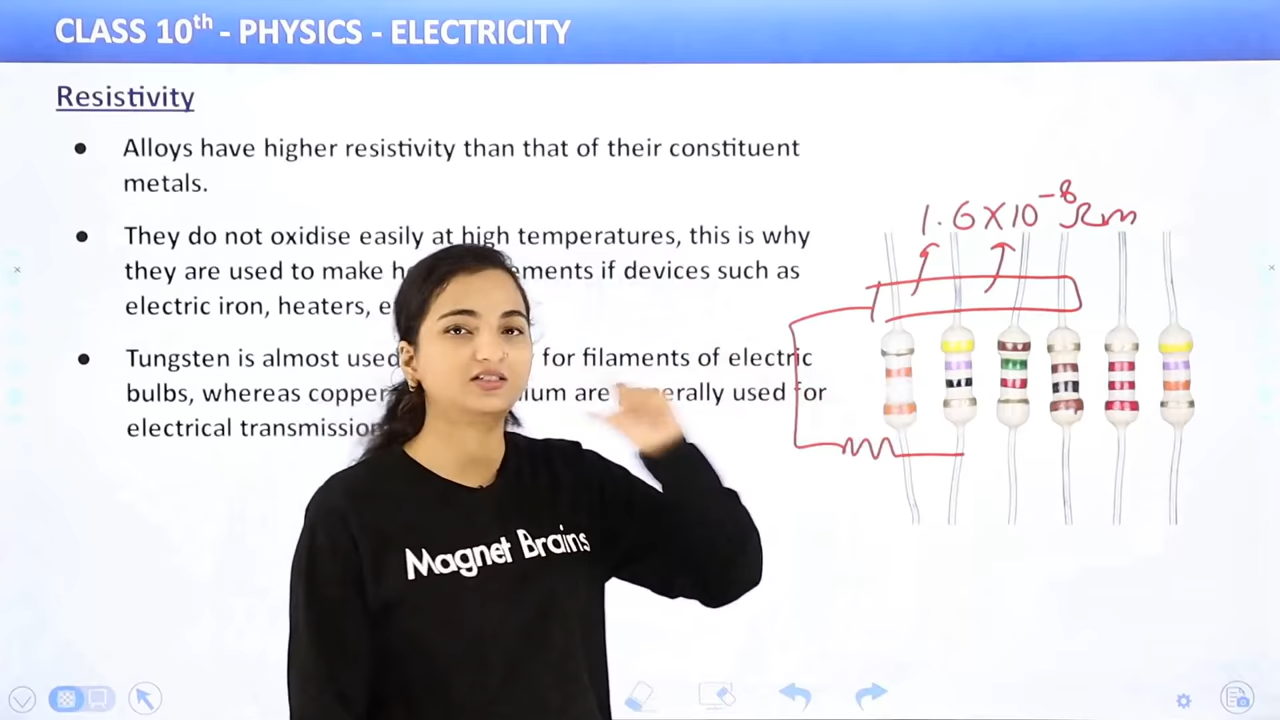 CLASS 10th - PHYSICS - ELECTRICITY
Resistivity
Alloys have higher resistivity than that of their constituent
metals.
They do not oxidise easily at high temperatures, this is why
they are used to make ements if devices such as
electric iron, heaters,
Tungsten is almost used for filaments of electric
bulbs, whereas copper are generally used for
electrical transmission
1.6 X 10⁻⁸ Ωm
Magnet Brains